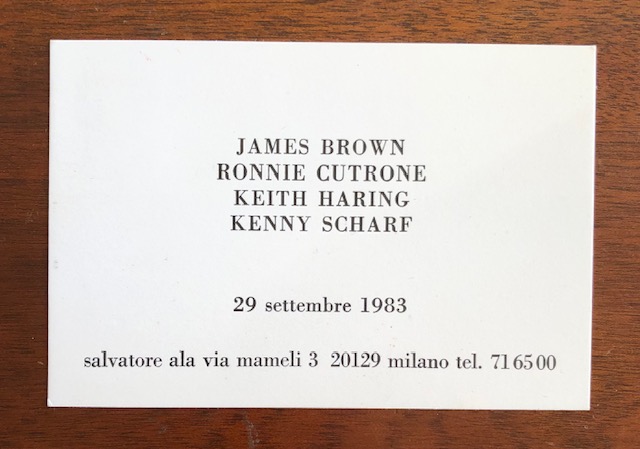 JAMES BROWN
RONNIE CUTRONE
KEITH HARING
KENNY SCHARF
29 settembre 1983
salvatore ala via mameli 3 20129 milano tel. 716500